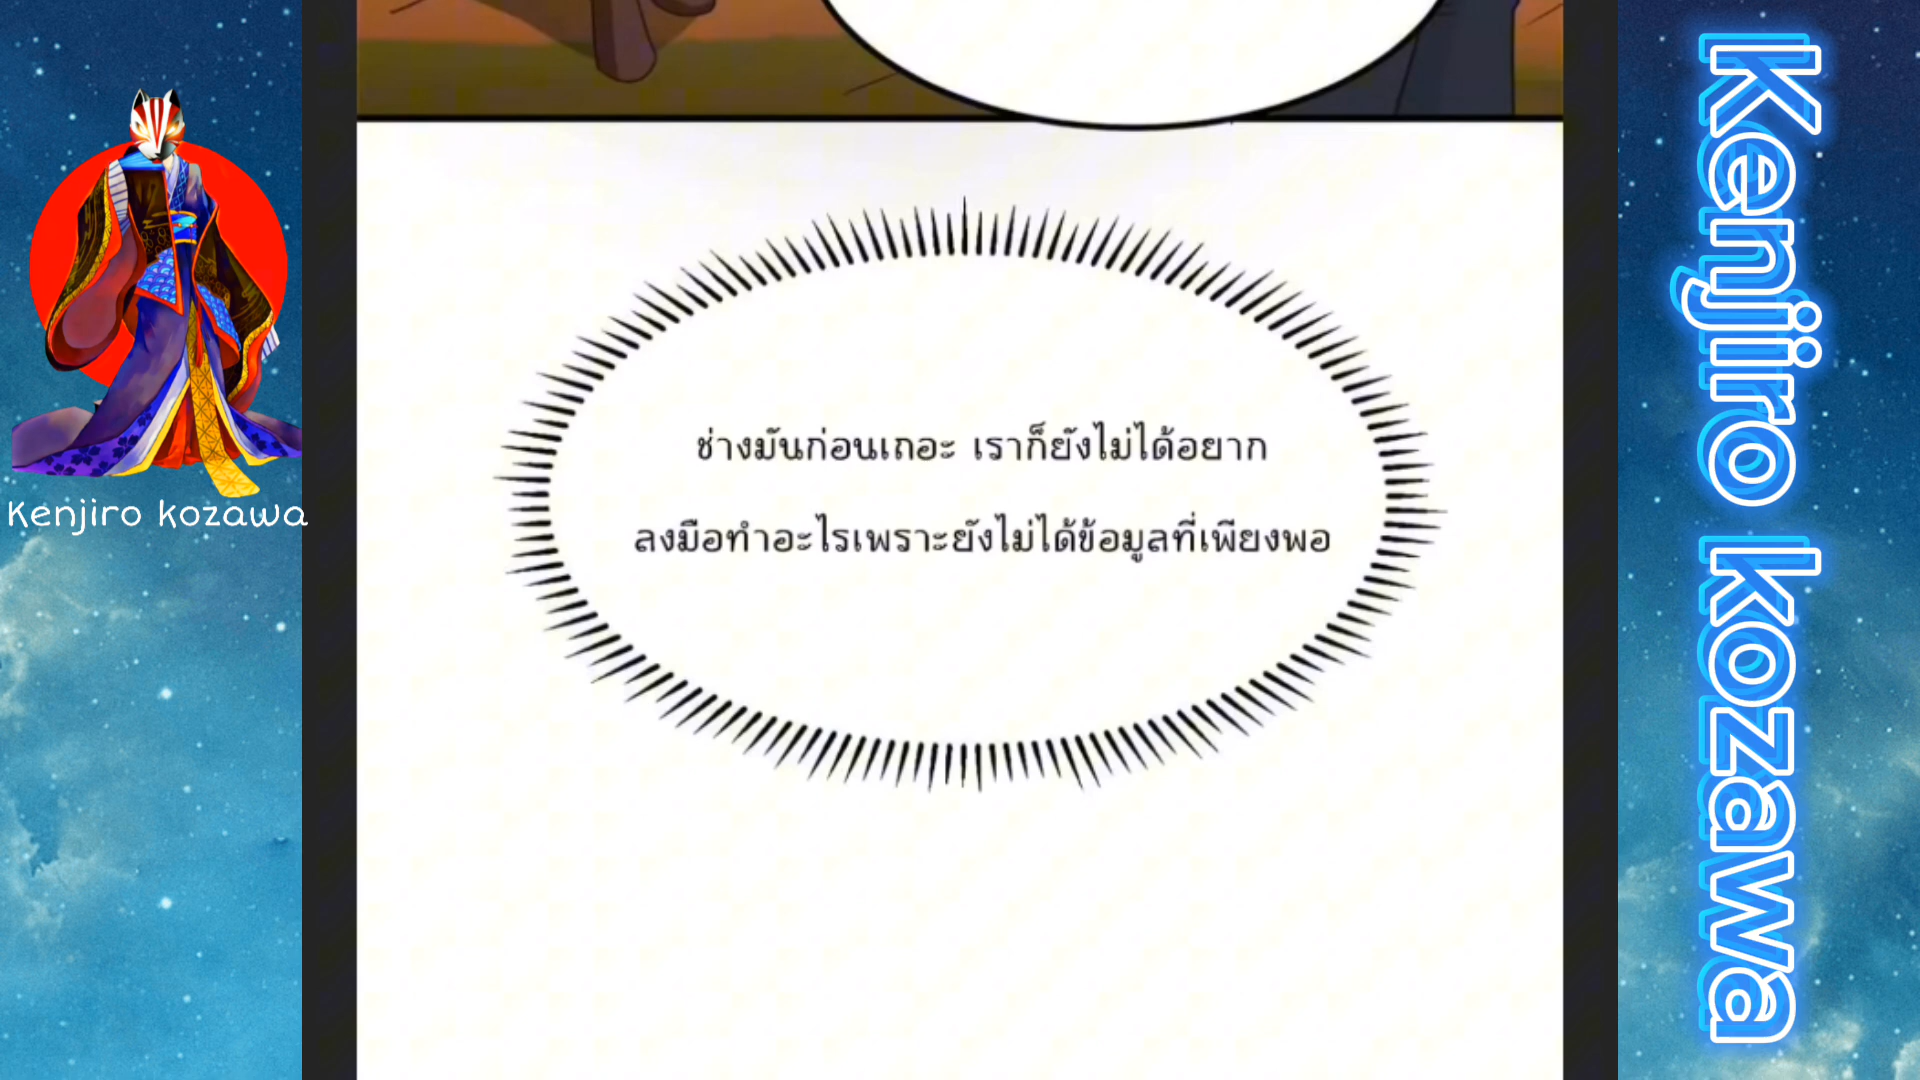 ช่างมันก่อนเถอะ เราก็ยังไม่ได้อยาก
ลงมือทำอะไรเพราะยังไม่ได้ข้อมูลที่เพียงพอ
Kenjiro kozawa
Kenjiro kozawa